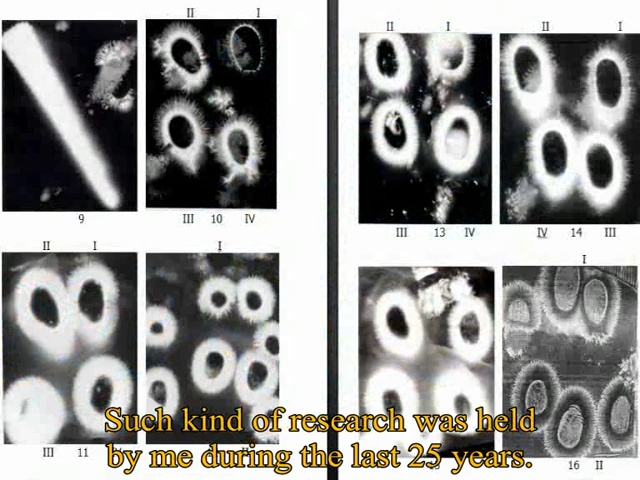 II I
II I
II I
9
III 10 IV
III 13 IV
IV 14 III
II I
I
I
Such kind of research was held
by me during the last 25 years.
III 11
16 II